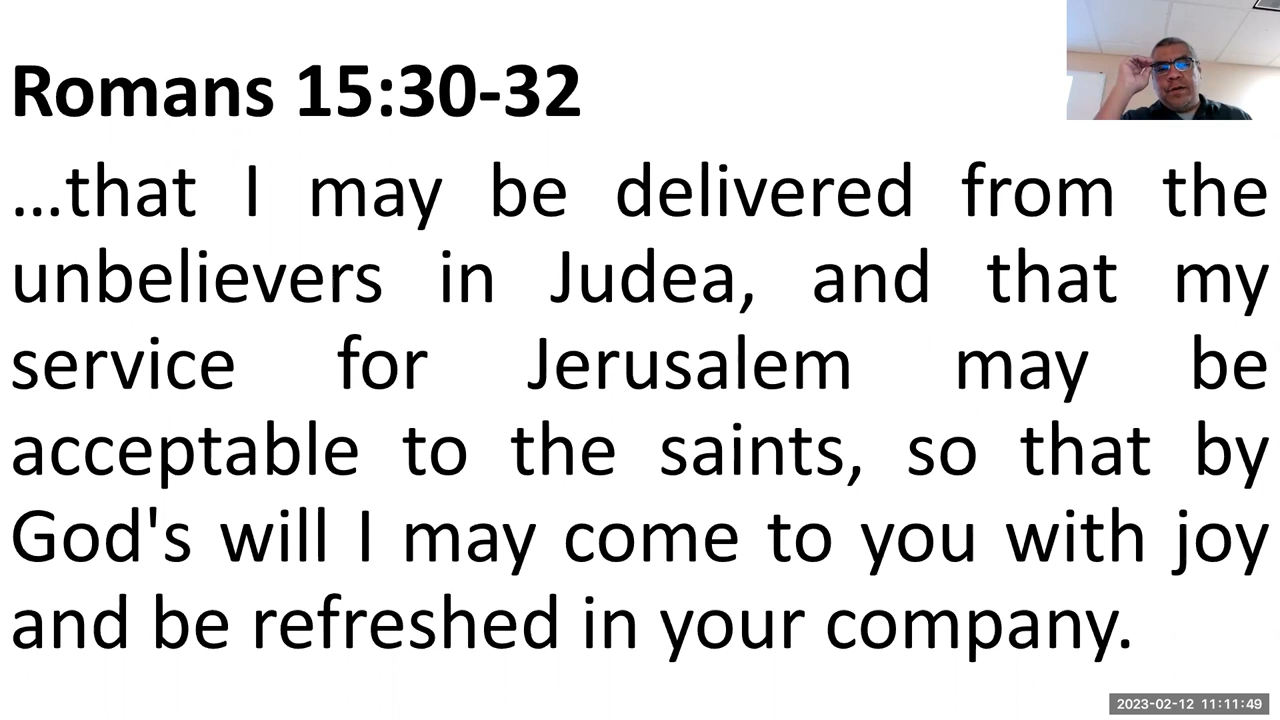 Romans 15:30-32
...that I may be delivered from the
unbelievers in Judea, and that my
service for Jerusalem may be
acceptable to the saints, so that by
God's will I may come to you with joy
and be refreshed in your company.
2023-02-12 11:11:49